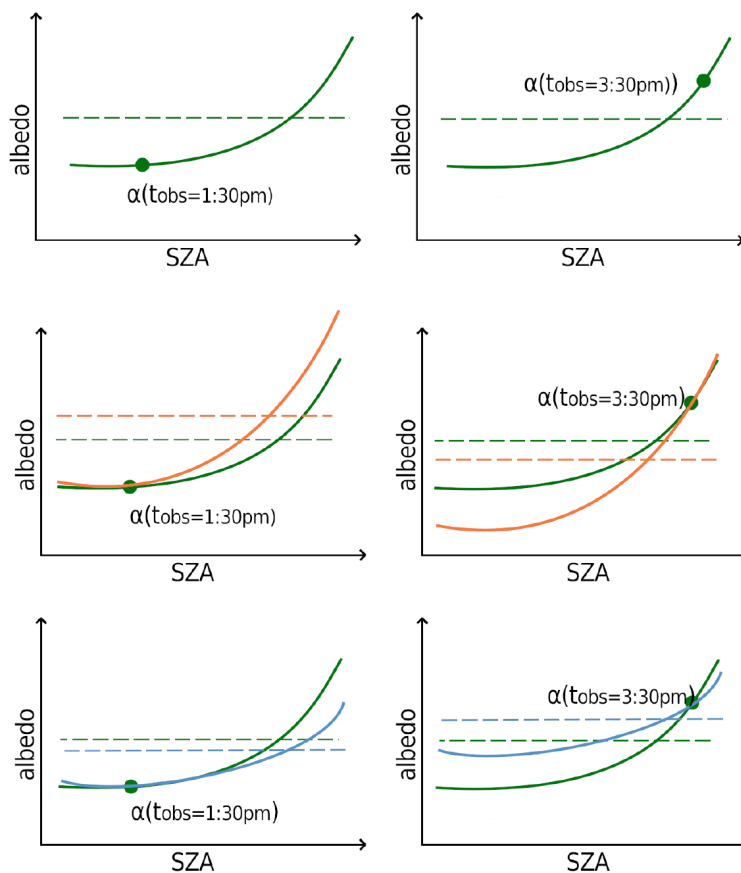 albedo
α(tobs=1:30pm)
SZA
albedo
α(tobs=3:30pm))
SZA
albedo
α(tobs=1:30pm)
SZA
albedo
α(tobs=3:30pm)
SZA
albedo
α(tobs=1:30pm)
SZA
albedo
α(tobs=3:30pm)
SZA